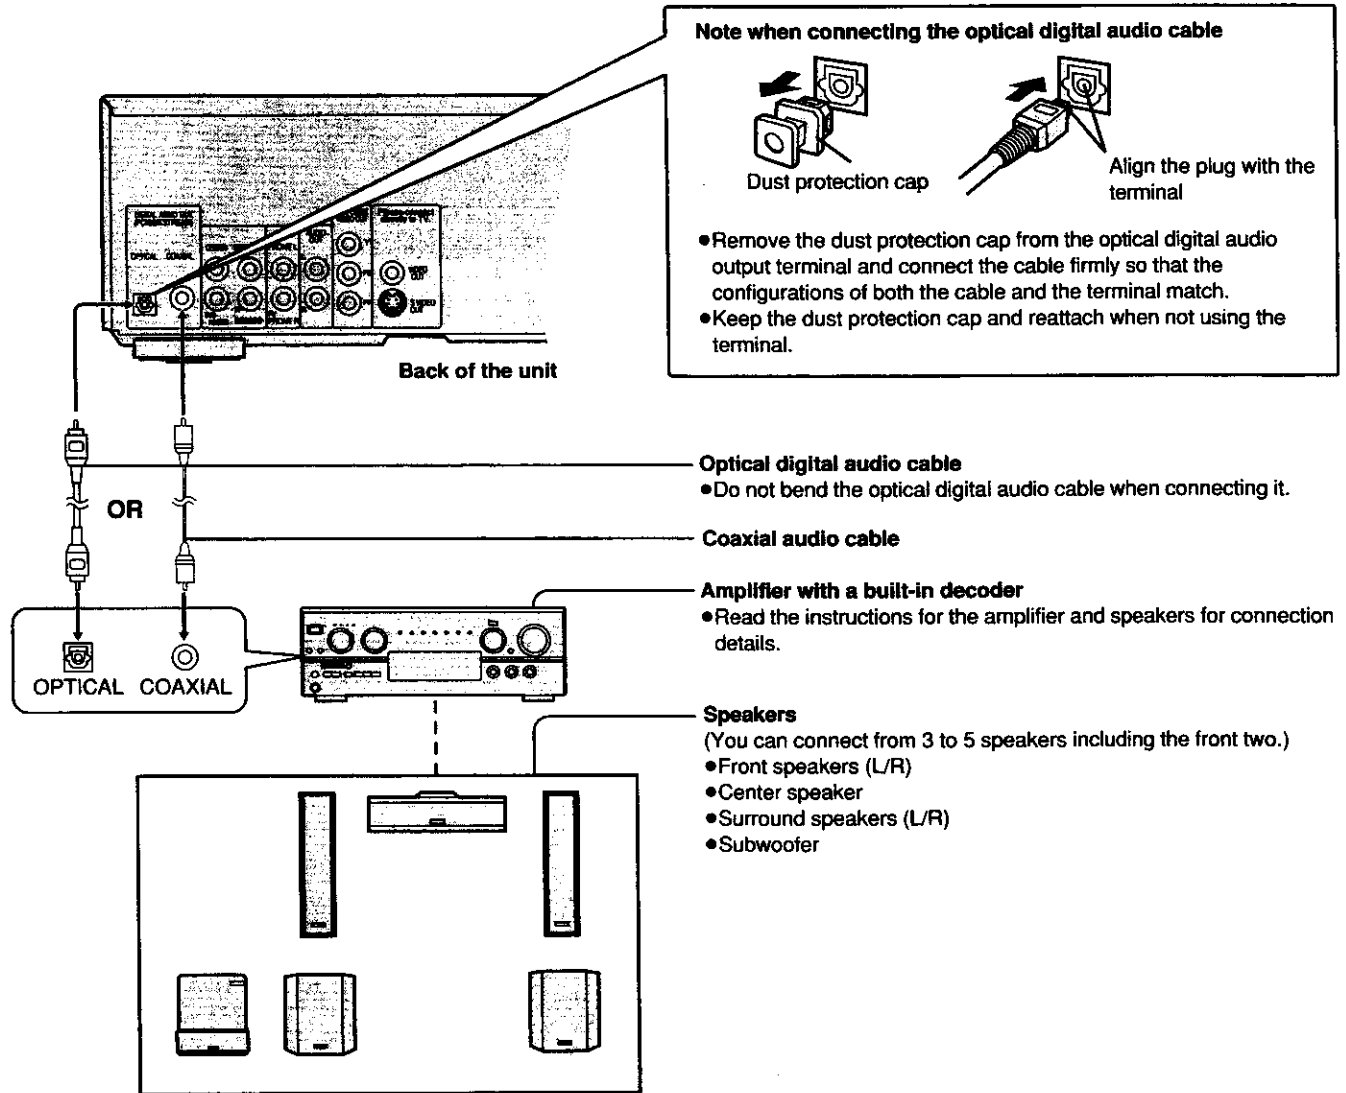 Note when connecting the optical digital audio cable
Dust protection cap
Align the plug with the
terminal
●Remove the dust protection cap from the optical digital audio
output terminal and connect the cable firmly so that the
configurations of both the cable and the terminal match.
●Keep the dust protection cap and reattach when not using the
terminal.
OPTICAL COAXIAL
VIDEO
OUT
S VIDEO
OUT
Back of the unit
Optical digital audio cable
●Do not bend the optical digital audio cable when connecting it.
OR
Coaxial audio cable
Amplifier with a built-in decoder
●Read the instructions for the amplifier and speakers for connection
details.
OPTICAL COAXIAL
Speakers
(You can connect from 3 to 5 speakers including the front two.)
●Front speakers (L/R)
●Center speaker
●Surround speakers (L/R)
●Subwoofer